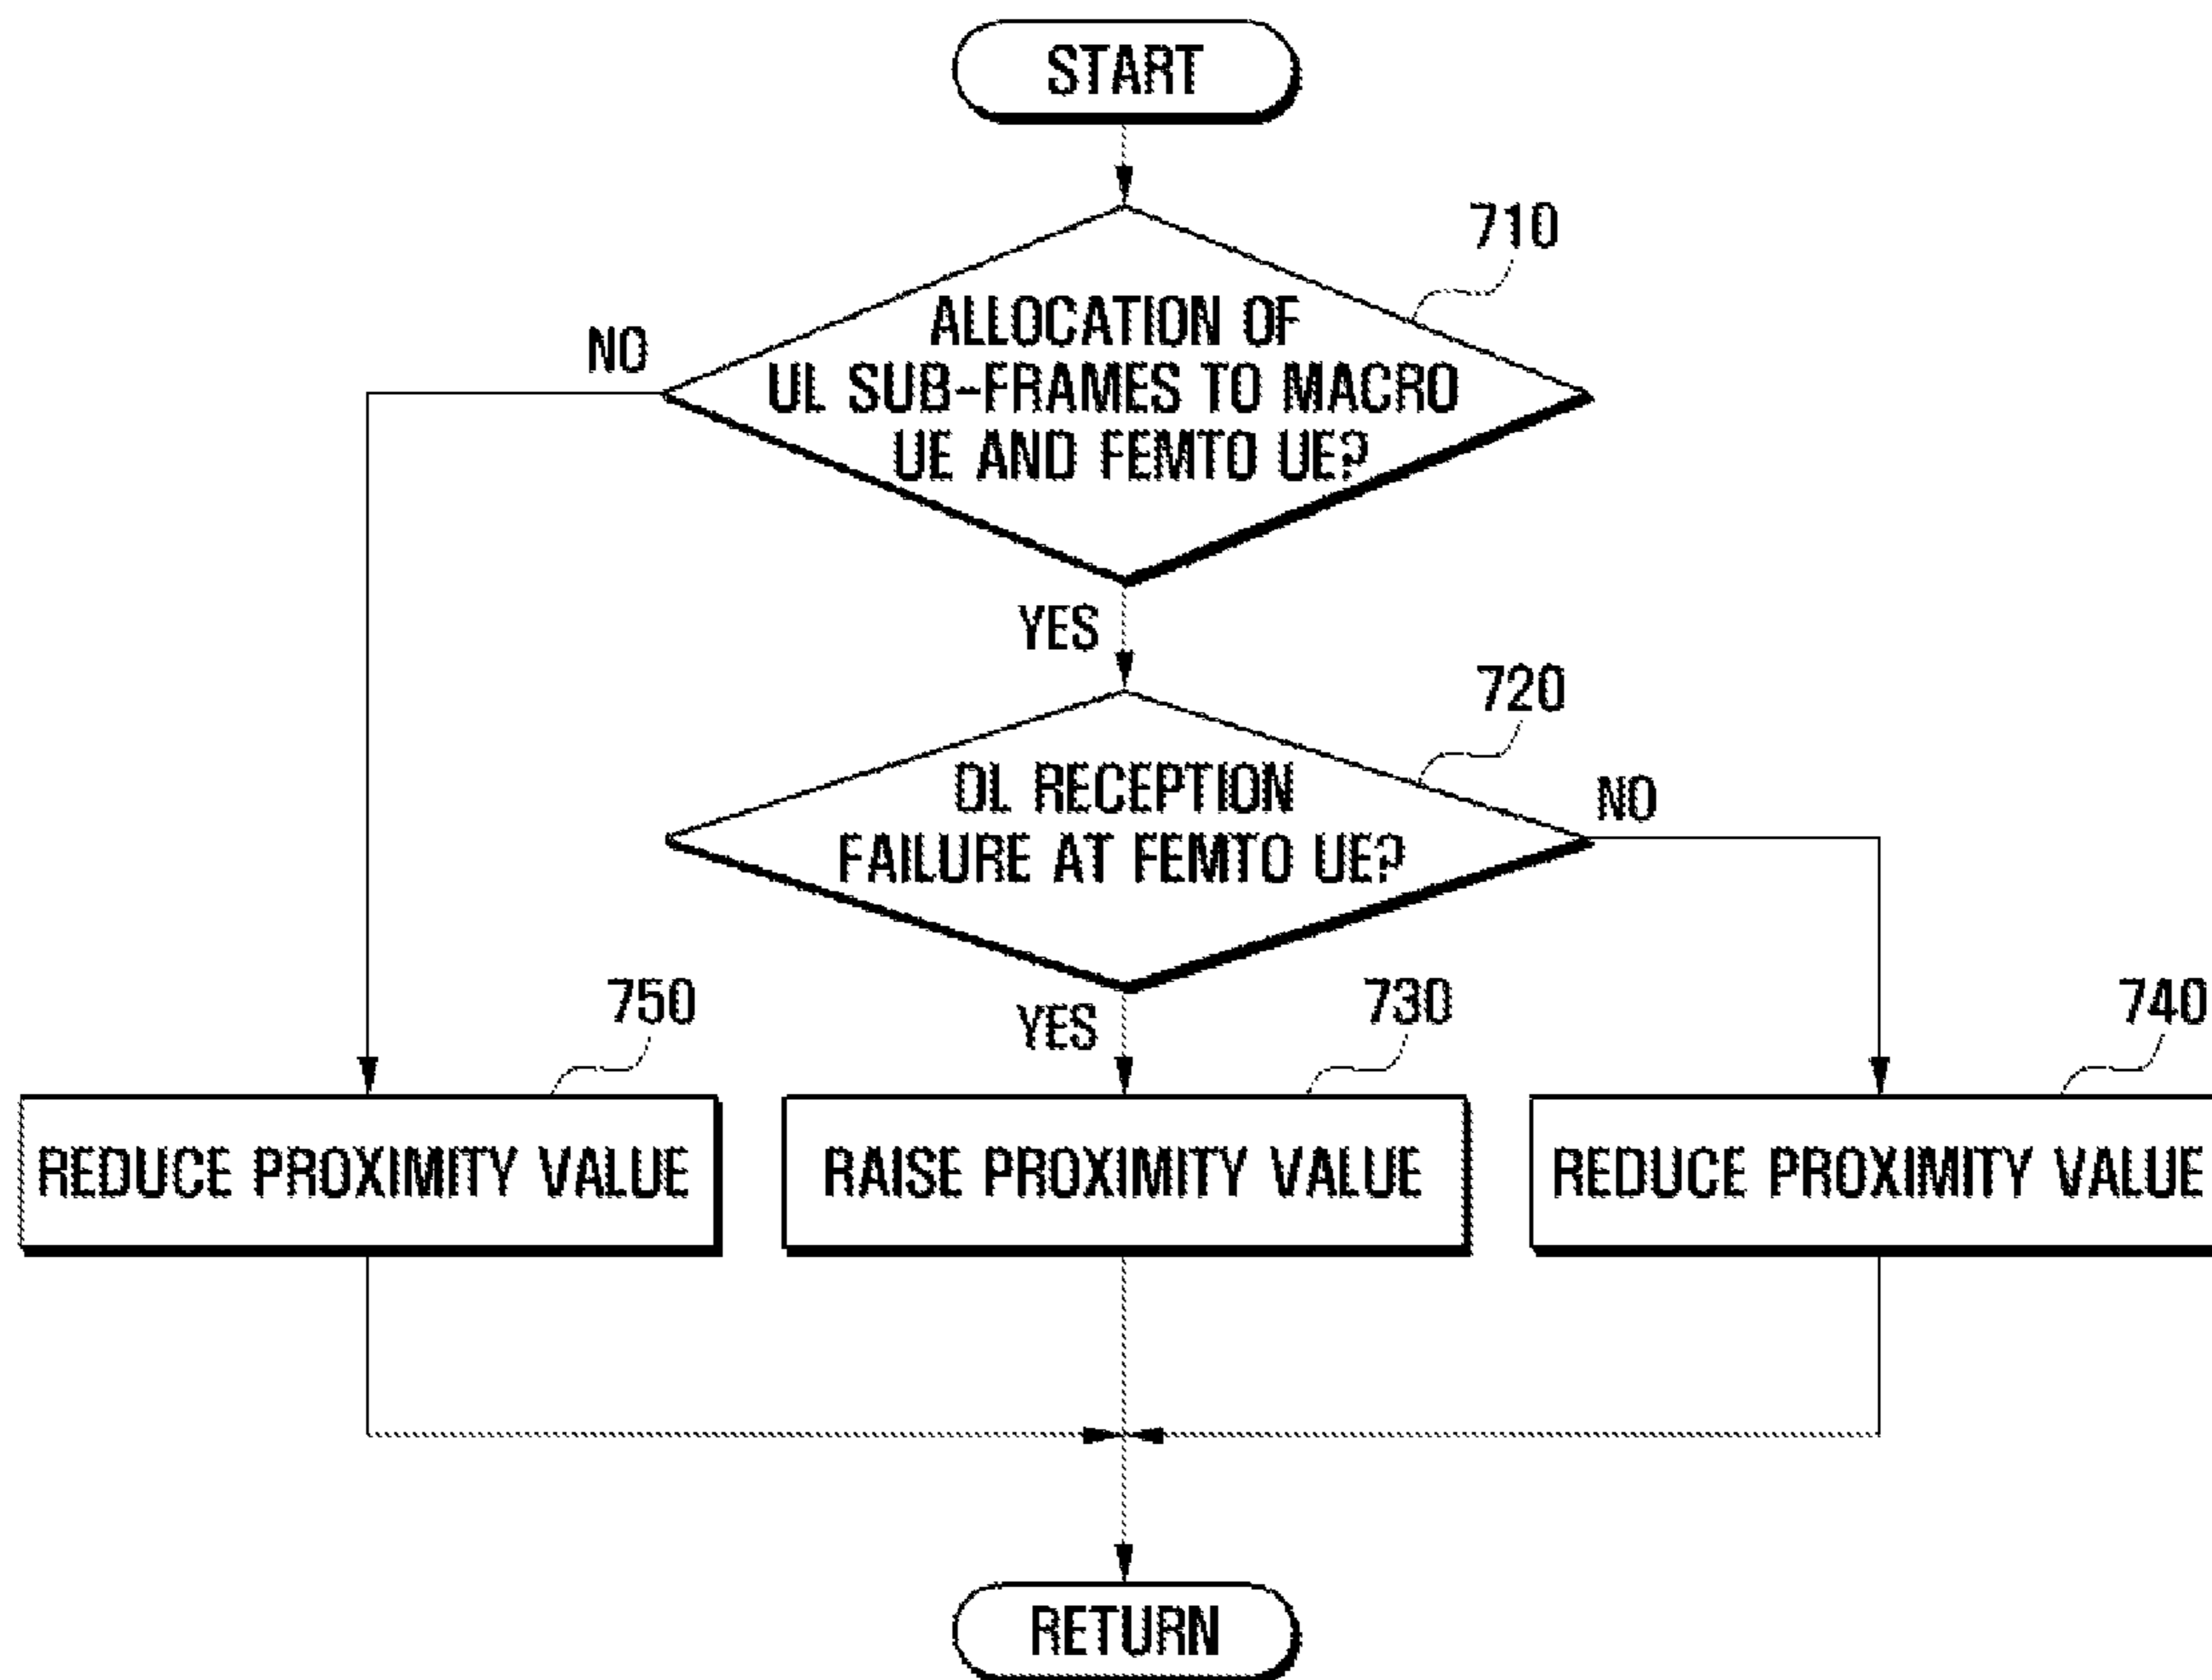 START
710
ALLOCATION OF
UL SUB-FRAMES TO MACRO
UE AND FEMTO UE?
NO
YES
720
DL RECEPTION
FAILURE AT FEMTO UE?
NO
YES
750
730
740
REDUCE PROXIMITY VALUE
RAISE PROXIMITY VALUE
REDUCE PROXIMITY VALUE
RETURN